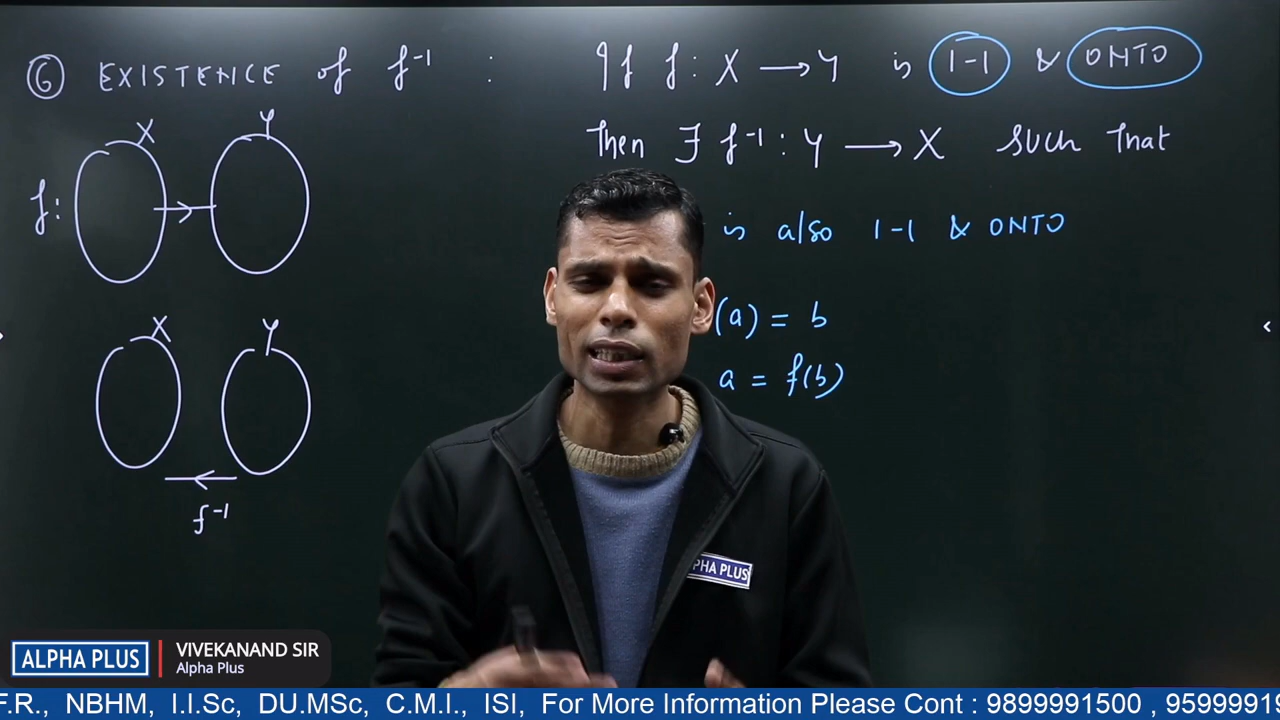 ⑥ EXISTENCE of f⁻¹ : If f : X → Y is 1-1 & ONTO
Then ∃ f⁻¹ : Y → X such that
is also 1-1 & ONTO
(a) = b
a = f(b)
X Y
f:
X Y
f⁻¹
PHA PLUS
ALPHA PLUS
VIVEKANAND SIR
Alpha Plus
F.R., NBHM, I.I.Sc, DU.MSc, C.M.I., ISI, For More Information Please Cont : 9899991500 , 95999919